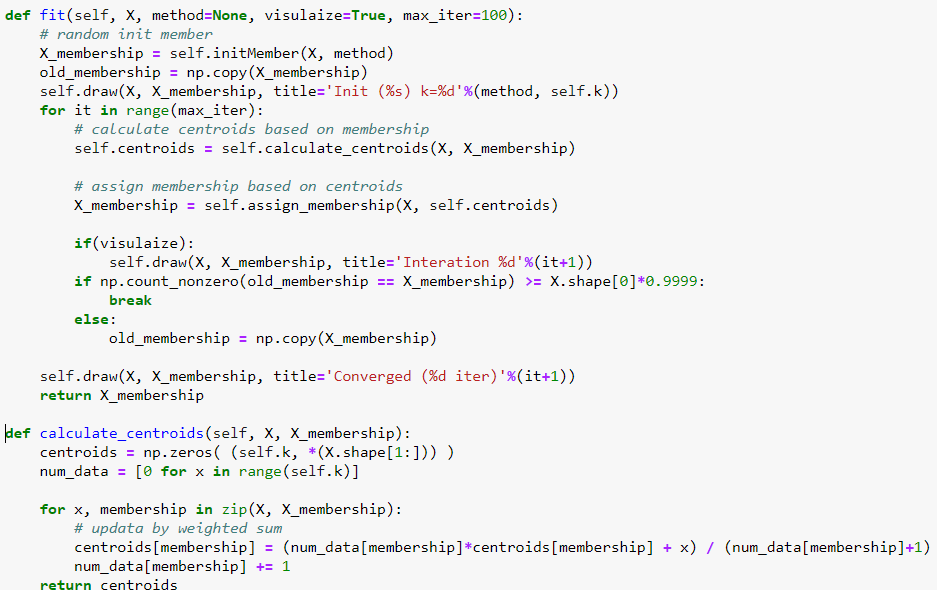 def fit(self, X, method=None, visulaize=True, max_iter=100):
    # random init member
    X_membership = self.initMember(X, method)
    old_membership = np.copy(X_membership)
    self.draw(X, X_membership, title='Init (%s) k=%d'%(method, self.k))
    for it in range(max_iter):
        # calculate centroids based on membership
        self.centroids = self.calculate_centroids(X, X_membership)

        # assign membership based on centroids
        X_membership = self.assign_membership(X, self.centroids)

        if(visulaize):
            self.draw(X, X_membership, title='Interation %d'%(it+1))
        if np.count_nonzero(old_membership == X_membership) >= X.shape[0]*0.9999:
            break
        else:
            old_membership = np.copy(X_membership)

    self.draw(X, X_membership, title='Converged (%d iter)'%(it+1))
    return X_membership

def calculate_centroids(self, X, X_membership):
    centroids = np.zeros( (self.k, *(X.shape[1:])) )
    num_data = [0 for x in range(self.k)]

    for x, membership in zip(X, X_membership):
        # updata by weighted sum
        centroids[membership] = (num_data[membership]*centroids[membership] + x) / (num_data[membership]+1)
        num_data[membership] += 1
    return centroids